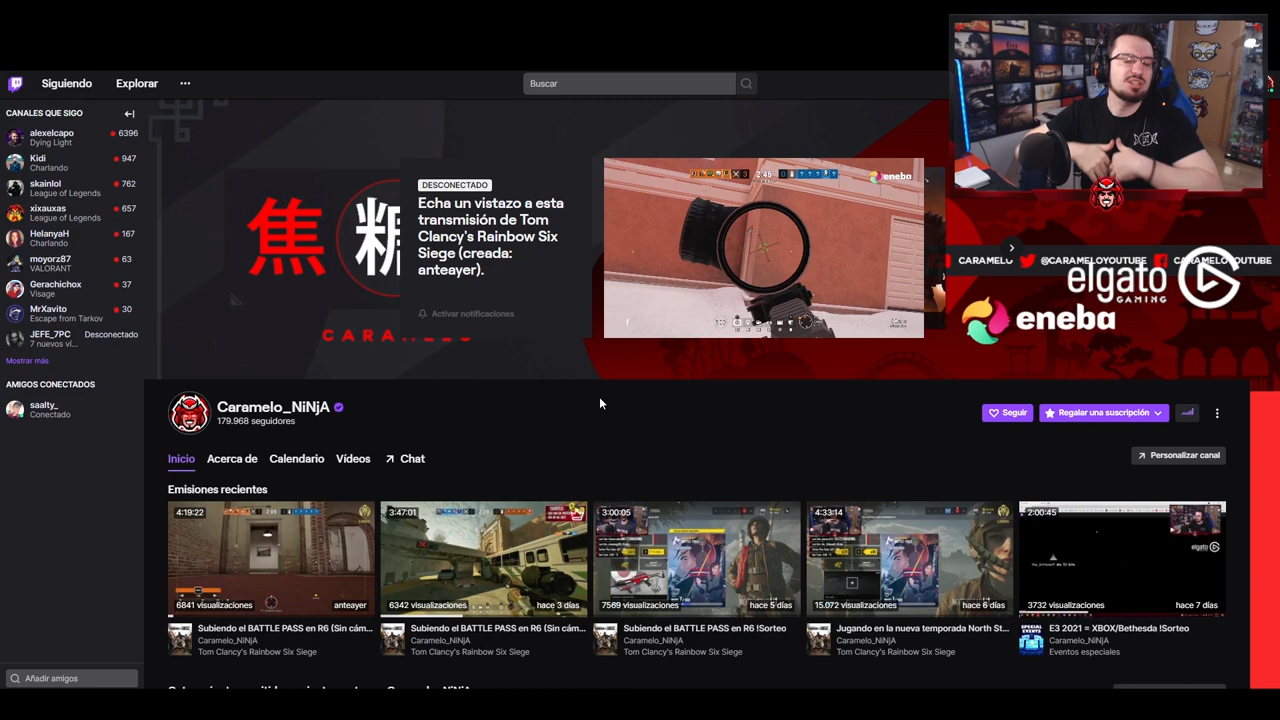 Siguiendo
Explorar
Buscar
CANALES QUE SIGO
alexelcapo
6396
Dying Light
Kidi
947
Charlando
skainlol
762
League of Legends
xixauxas
657
League of Legends
HelanyaH
167
Charlando
moyorz87
63
VALORANT
Gerachichox
37
Visage
MrXavito
30
Escape from Tarkov
JEFE_7PC
Desconectado
7 nuevos ví...
Mostrar más
AMIGOS CONECTADOS
saalty_
Conectado
Añadir amigos
焦
DESCONECTADO
Echa un vistazo a esta
transmisión de Tom
Clancy's Rainbow Six
Siege (creada:
anteayer).
Activar notificaciones
2:46
eneba
CARAMELO
@CARAMELOYOUTUBE
CARAMELOYOUTUBE
elgato
GAMING
eneba
Caramelo_NiNjA
179.968 seguidores
Seguir
Regalar una suscripción
Inicio
Acerca de
Calendario
Vídeos
Chat
Personalizar canal
Emisiones recientes
4:19:22
6841 visualizaciones
anteayer
Subiendo el BATTLE PASS en R6 (Sin cám...
Caramelo_NiNjA
Tom Clancy's Rainbow Six Siege
3:47:01
6342 visualizaciones
hace 3 días
Subiendo el BATTLE PASS en R6 (Sin cám...
Caramelo_NiNjA
Tom Clancy's Rainbow Six Siege
3:00:05
7569 visualizaciones
hace 5 días
Subiendo el BATTLE PASS en R6 !Sorteo
Caramelo_NiNjA
Tom Clancy's Rainbow Six Siege
4:33:14
15.072 visualizaciones
hace 6 días
Jugando en la nueva temporada North St...
Caramelo_NiNjA
Tom Clancy's Rainbow Six Siege
2:00:45
elgato
3732 visualizaciones
hace 7 días
E3 2021 = XBOX/Bethesda !Sorteo
Caramelo_NiNjA
Eventos especiales